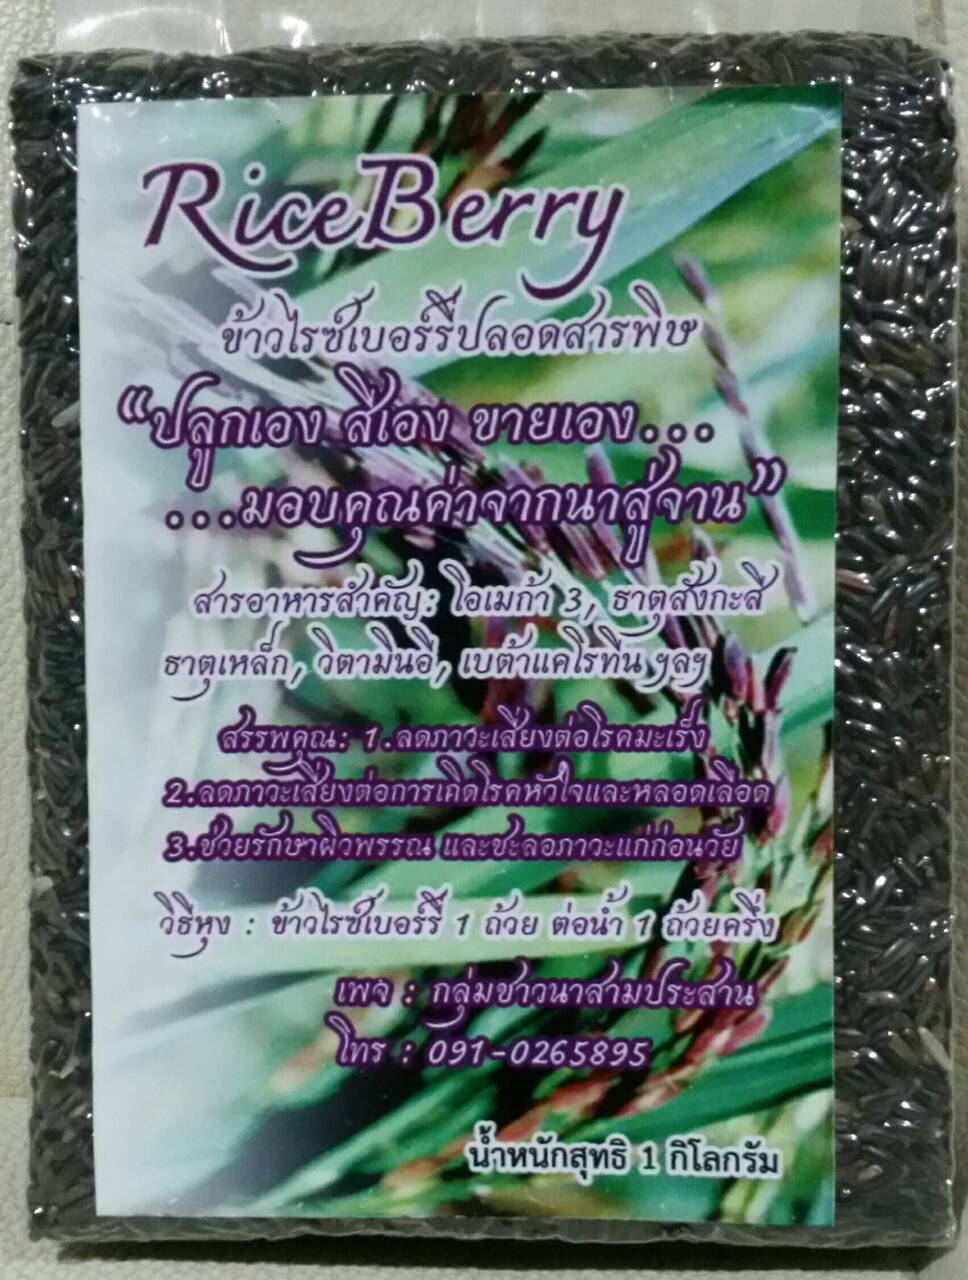 RiceBerry
ข้าวไรซ์เบอร์รี่ปลอดสารพิษ
“ปลูกเอง สีเอง ขายเอง...
...มอบคุณค่าจากนาสู่จาน”
สารอาหารสำคัญ: โอเมก้า 3, ธาตุสังกะสี
ธาตุเหล็ก, วิตามินอี, เบต้าแคโรทีน ฯลฯ
สรรพคุณ: 1.ลดภาวะเสี่ยงต่อโรคมะเร็ง
2.ลดภาวะเสี่ยงต่อการเกิดโรคหัวใจและหลอดเลือด
3.ช่วยรักษาผิวพรรณ และชะลอภาวะแก่ก่อนวัย
วิธีหุง : ข้าวไรซ์เบอร์รี่ 1 ถ้วย ต่อน้ำ 1 ถ้วยครึ่ง
เพจ : กลุ่มชาวนาสามประสาน
โทร : 091-0265895
น้ำหนักสุทธิ 1 กิโลกรัม